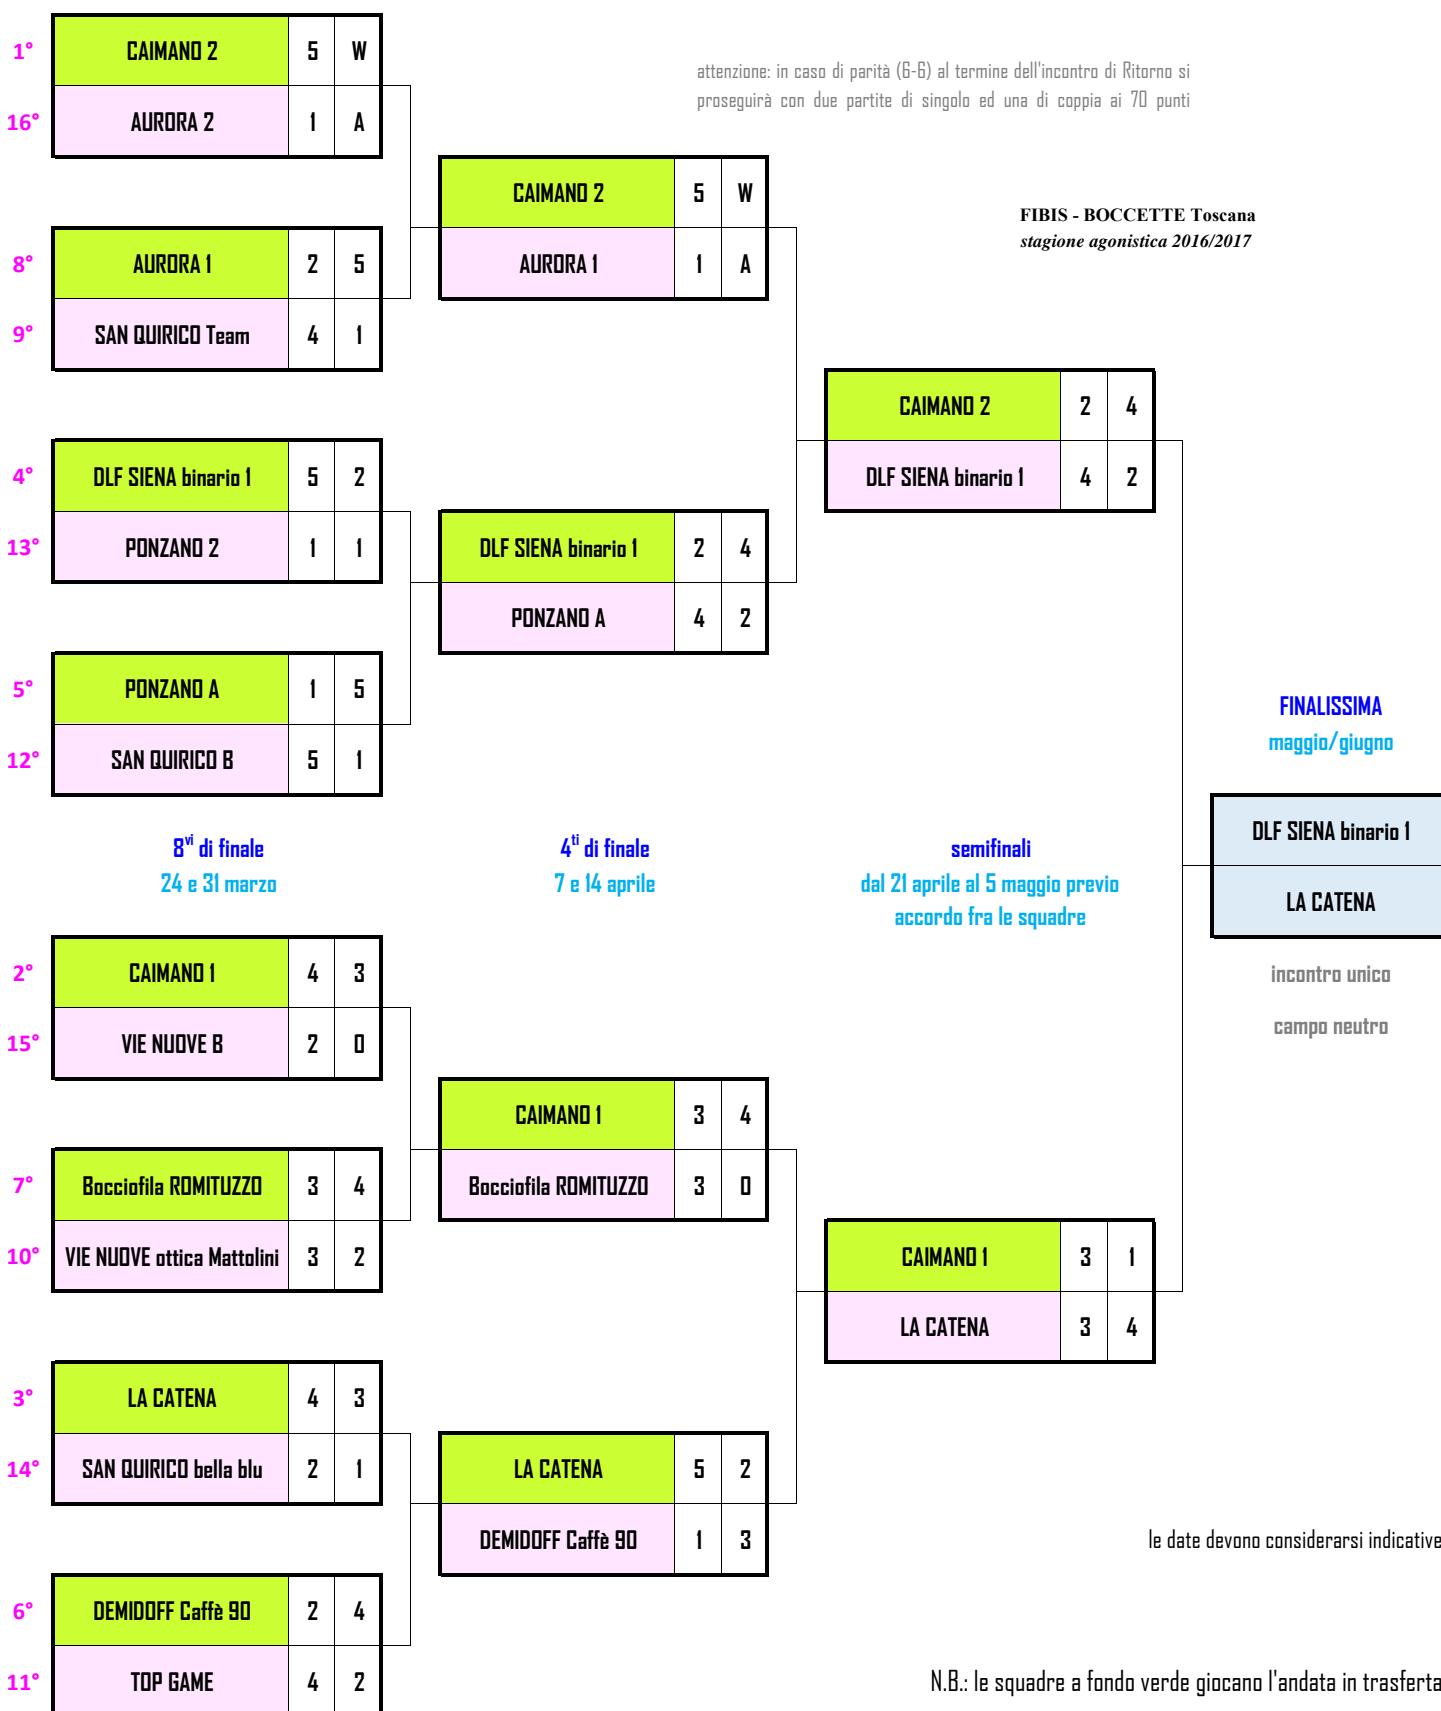 1° CAIMANO 2 5 W
attenzione: in caso di parità (6-6) al termine dell'incontro di Ritorno si
proseguirà con due partite di singolo ed una di coppia ai 70 punti
16° AURORA 2 1 A
CAIMANO 2 5 W
FIBIS - BOCCETTE Toscana
stagione agonistica 2016/2017
8° AURORA 1 2 5
AURORA 1 1 A
9° SAN QUIRICO Team 4 1
CAIMANO 2 2 4
4° DLF SIENA binario 1 5 2
DLF SIENA binario 1 4 2
13° PONZANO 2 1 1
DLF SIENA binario 1 2 4
PONZANO A 4 2
5° PONZANO A 1 5
FINALISSIMA
maggio/giugno
12° SAN QUIRICO B 5 1
DLF SIENA binario 1
8vi di finale
24 e 31 marzo
4ti di finale
7 e 14 aprile
semifinali
dal 21 aprile al 5 maggio previo
accordo fra le squadre
LA CATENA
2° CAIMANO 1 4 3
incontro unico
campo neutro
15° VIE NUOVE B 2 0
CAIMANO 1 3 4
7° Bocciofila ROMITUZZO 3 4
Bocciofila ROMITUZZO 3 0
10° VIE NUOVE ottica Mattolini 3 2
CAIMANO 1 3 1
LA CATENA 3 4
3° LA CATENA 4 3
14° SAN QUIRICO bella blu 2 1
LA CATENA 5 2
DEMIDOFF Caffè 90 1 3
le date devono considerarsi indicative
6° DEMIDOFF Caffè 90 2 4
11° TOP GAME 4 2
N.B.: le squadre a fondo verde giocano l'andata in trasferta